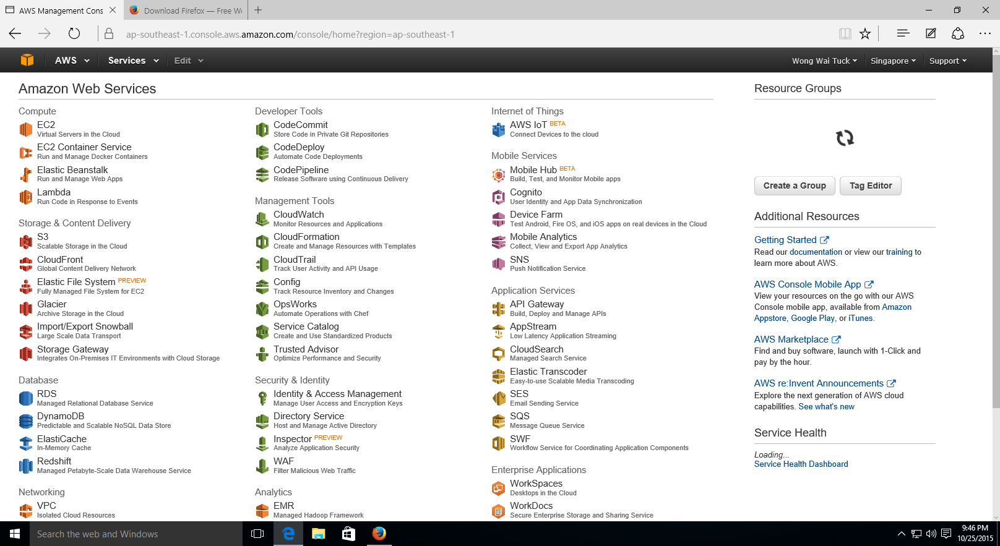 AWS Management Cons
Download Firefox — Free We
ap-southeast-1.console.aws.amazon.com/console/home?region=ap-southeast-1
AWS
Services
Edit
Wong Wai Tuck
Singapore
Support
Amazon Web Services
Compute
EC2
Virtual Servers in the Cloud
EC2 Container Service
Run and Manage Docker Containers
Elastic Beanstalk
Run and Manage Web Apps
Lambda
Run Code in Response to Events
Storage & Content Delivery
S3
Scalable Storage in the Cloud
CloudFront
Global Content Delivery Network
Elastic File System PREVIEW
Fully Managed File System for EC2
Glacier
Archive Storage in the Cloud
Import/Export Snowball
Large Scale Data Transport
Storage Gateway
Integrates On-Premises IT Environments with Cloud Storage
Database
RDS
Managed Relational Database Service
DynamoDB
Predictable and Scalable NoSQL Data Store
ElastiCache
In-Memory Cache
Redshift
Managed Petabyte-Scale Data Warehouse Service
Networking
VPC
Isolated Cloud Resources
Developer Tools
CodeCommit
Store Code in Private Git Repositories
CodeDeploy
Automate Code Deployments
CodePipeline
Release Software using Continuous Delivery
Management Tools
CloudWatch
Monitor Resources and Applications
CloudFormation
Create and Manage Resources with Templates
CloudTrail
Track User Activity and API Usage
Config
Track Resource Inventory and Changes
OpsWorks
Automate Operations with Chef
Service Catalog
Create and Use Standardized Products
Trusted Advisor
Optimize Performance and Security
Security & Identity
Identity & Access Management
Manage User Access and Encryption Keys
Directory Service
Host and Manage Active Directory
Inspector PREVIEW
Analyze Application Security
WAF
Filter Malicious Web Traffic
Analytics
EMR
Managed Hadoop Framework
Internet of Things
AWS IoT BETA
Connect Devices to the cloud
Mobile Services
Mobile Hub BETA
Build, Test, and Monitor Mobile apps
Cognito
User Identity and App Data Synchronization
Device Farm
Test Android, Fire OS, and iOS apps on real devices in the Cloud
Mobile Analytics
Collect, View and Export App Analytics
SNS
Push Notification Service
Application Services
API Gateway
Build, Deploy and Manage APIs
AppStream
Low Latency Application Streaming
CloudSearch
Managed Search Service
Elastic Transcoder
Easy-to-use Scalable Media Transcoding
SES
Email Sending Service
SQS
Message Queue Service
SWF
Workflow Service for Coordinating Application Components
Enterprise Applications
WorkSpaces
Desktops in the Cloud
WorkDocs
Secure Enterprise Storage and Sharing Service
Resource Groups
Create a Group
Tag Editor
Additional Resources
Getting Started
Read our documentation or view our training to
learn more about AWS.
AWS Console Mobile App
View your resources on the go with our AWS
Console mobile app, available from Amazon
Appstore, Google Play, or iTunes.
AWS Marketplace
Find and buy software, launch with 1-Click and
pay by the hour.
AWS re:Invent Announcements
Explore the next generation of AWS cloud
capabilities. See what's new
Service Health
Loading...
Service Health Dashboard
Search the web and Windows
9:46 PM
10/25/2015